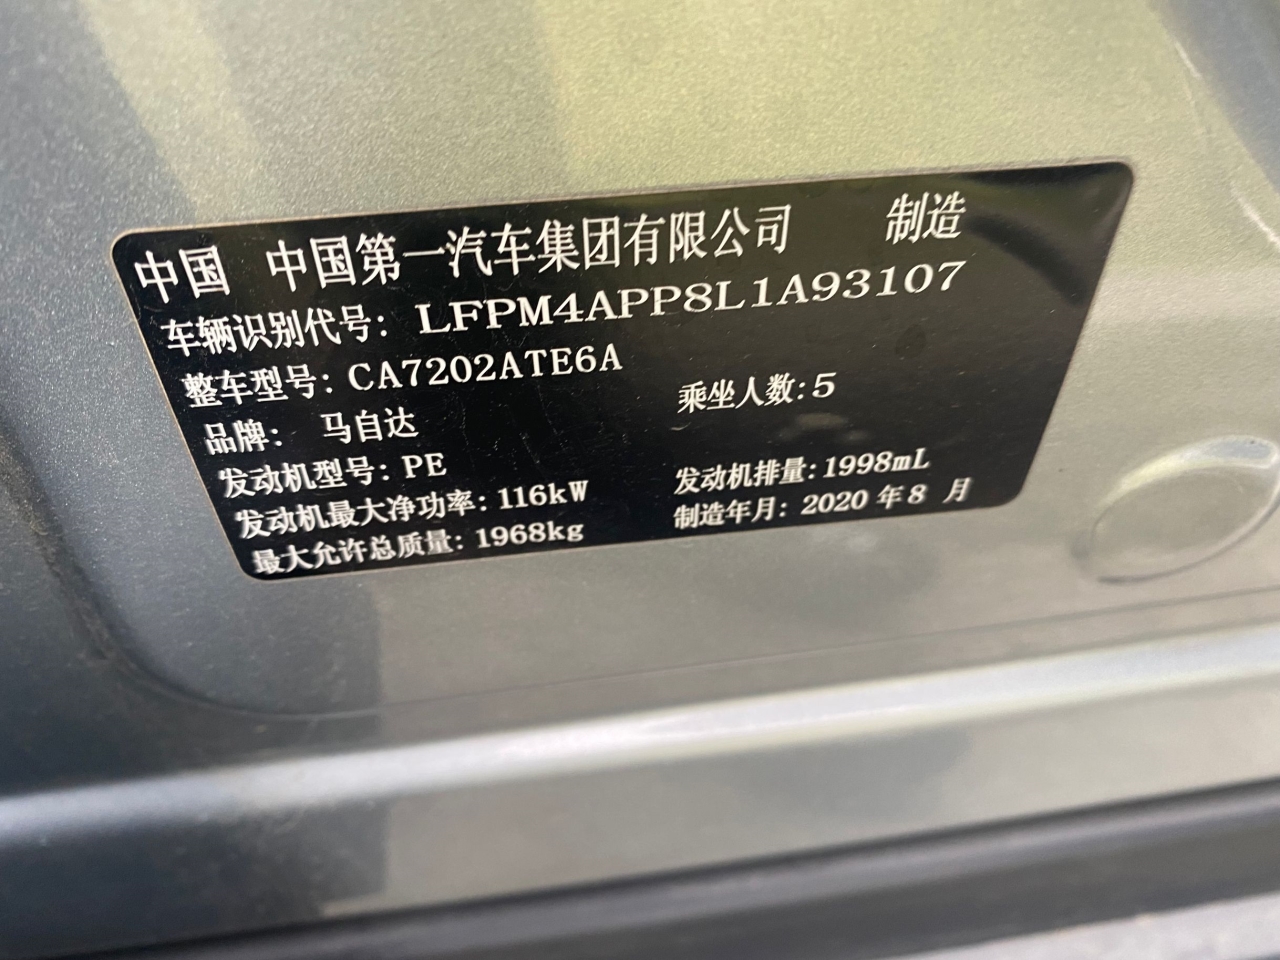 中国 中国第一汽车集团有限公司 制造
车辆识别代号: LFPM4APP8L1A93107
整车型号: CA7202ATE6A
品牌: 马自达 乘坐人数:5
发动机型号: PE
发动机最大净功率: 116kW 发动机排量: 1998mL
最大允许总质量: 1968kg 制造年月: 2020 年 8 月